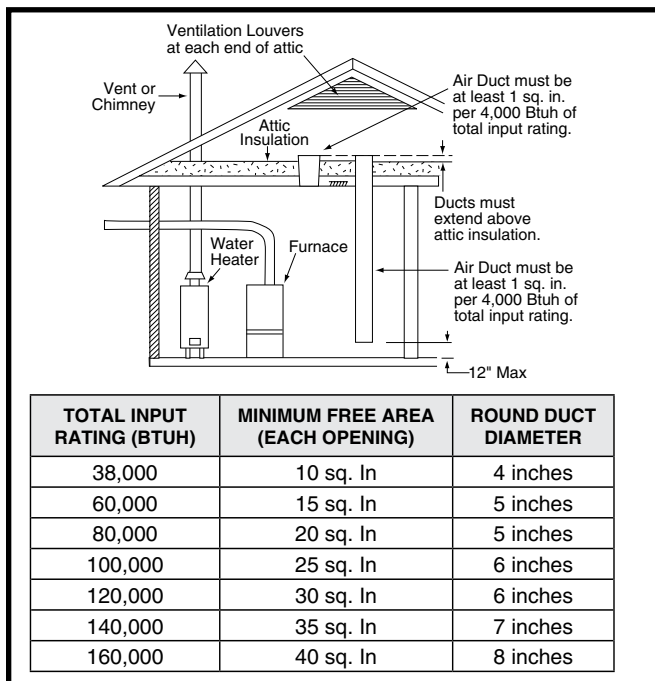 Ventilation Louvers
at each end of attic
Vent or
Chimney
Air Duct must be
at least 1 sq. in.
per 4,000 Btuh of
total input rating.
Attic
Insulation
Ducts must
extend above
attic insulation.
Water
Heater
Furnace
Air Duct must be
at least 1 sq. in.
per 4,000 Btuh of
total input rating.
12" Max
TOTAL INPUT RATING (BTUH) MINIMUM FREE AREA (EACH OPENING) ROUND DUCT DIAMETER
38,000 10 sq. In 4 inches
60,000 15 sq. In 5 inches
80,000 20 sq. In 5 inches
100,000 25 sq. In 6 inches
120,000 30 sq. In 6 inches
140,000 35 sq. In 7 inches
160,000 40 sq. In 8 inches